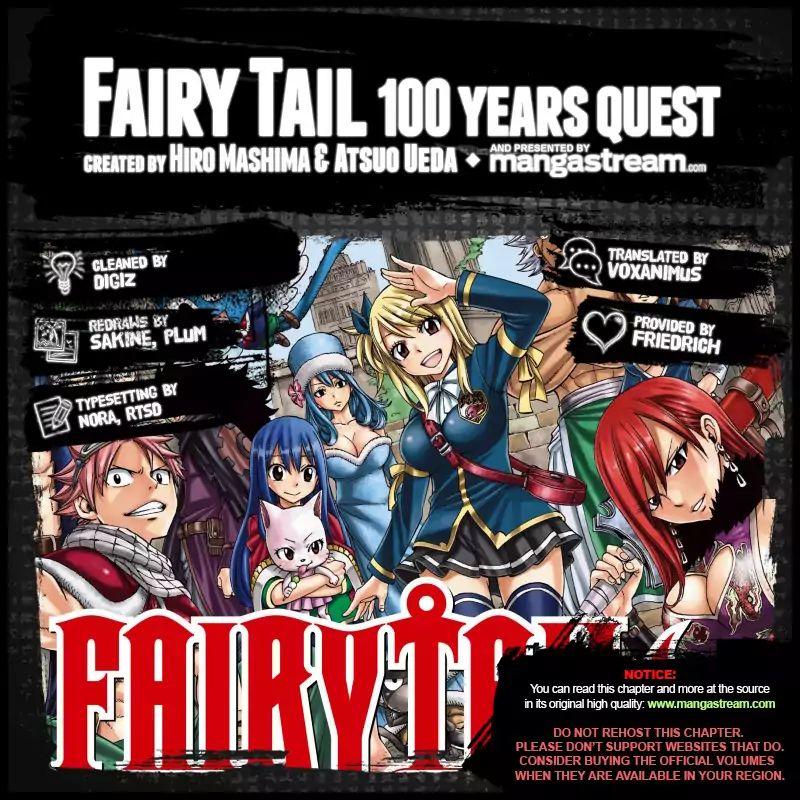 FAIRY TAIL 100 YEARS QUEST
CREATED BY HIRO MASHIMA & ATSUO UEDA ◆ AND PRESENTED BY mangastream.com
CLEANED BY
DIGIZ
REDRAWS BY
SAKINE, PLUM
TYPESETTING BY
NORA, RTSD
TRANSLATED BY
VOXANIMUS
PROVIDED BY
FRIEDRICH
FAIRYTAIL
NOTICE:
You can read this chapter and more at the source
in its original high quality: www.mangastream.com
DO NOT REHOST THIS CHAPTER.
PLEASE DON'T SUPPORT WEBSITES THAT DO.
CONSIDER BUYING THE OFFICIAL VOLUMES
WHEN THEY ARE AVAILABLE IN YOUR REGION.